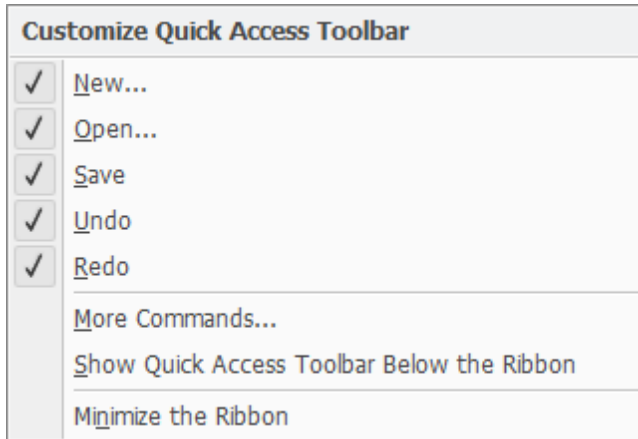 Customize Quick Access Toolbar
New...
Open...
Save
Undo
Redo
More Commands...
Show Quick Access Toolbar Below the Ribbon
Minimize the Ribbon